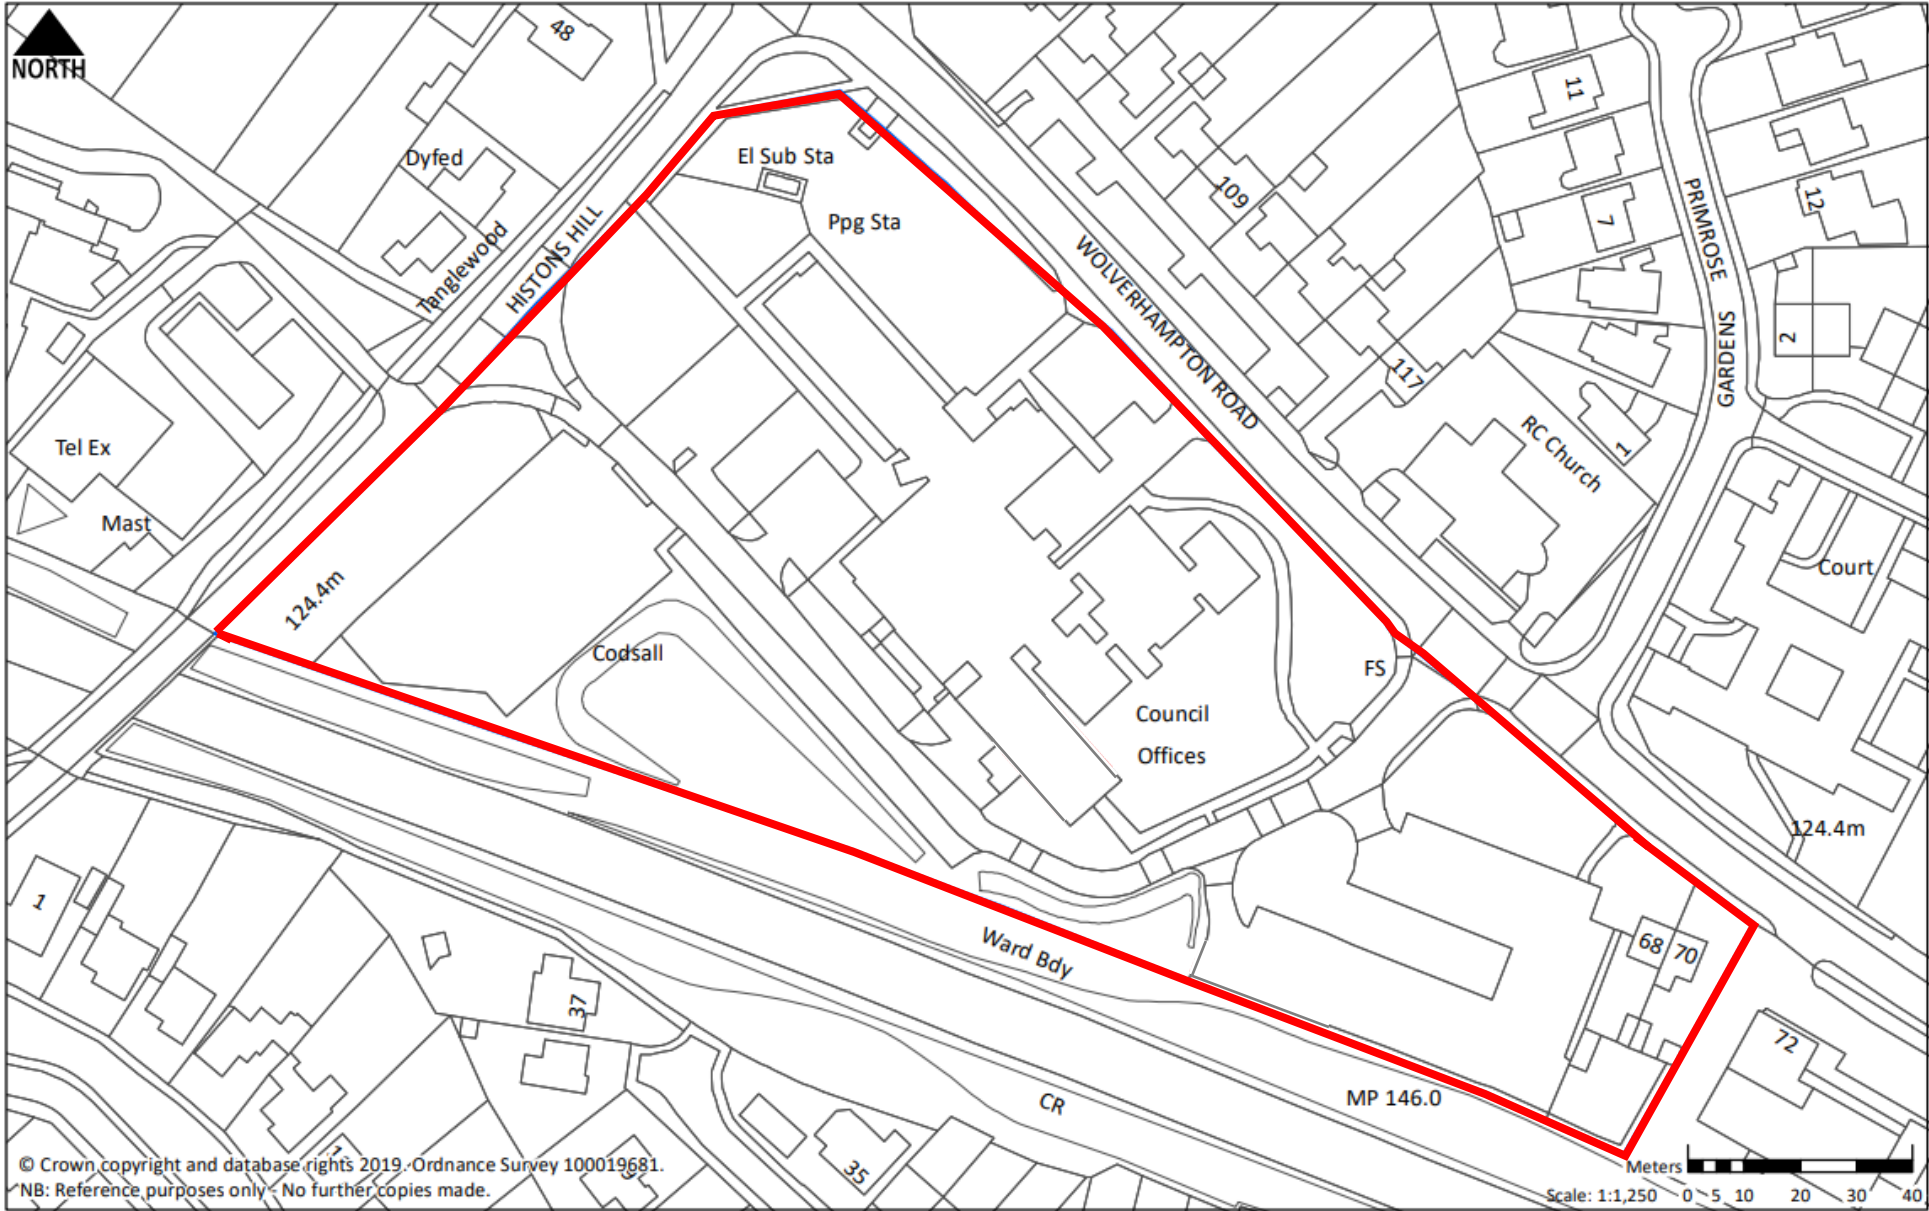 NORTH
48
Dyfed
Tanglewood
HISTONS HILL
El Sub Sta
Ppg Sta
109
WOLVERHAMPTON ROAD
117
11
7
PRIMROSE
GARDENS
12
2
1
RC Church
Court
Tel Ex
Mast
124.4m
Codsall
FS
Council
Offices
124.4m
1
37
Ward Bdy
68
70
72
MP 146.0
CR
35
© Crown copyright and database rights 2019. Ordnance Survey 100019681.
NB: Reference purposes only - No further copies made.
Meters
Scale: 1:1,250 0 5 10 20 30 40